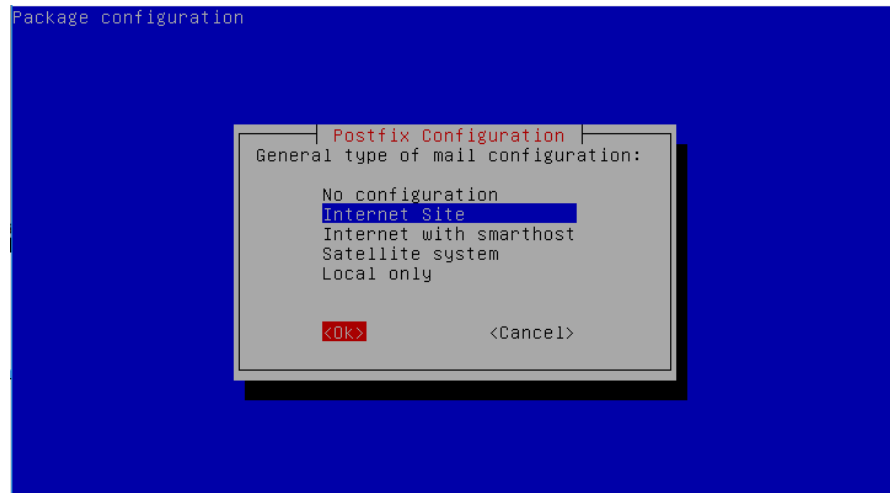 Package configuration
Postfix Configuration
General type of mail configuration:
No configuration
Internet Site
Internet with smarthost
Satellite system
Local only
<Ok> <Cancel>